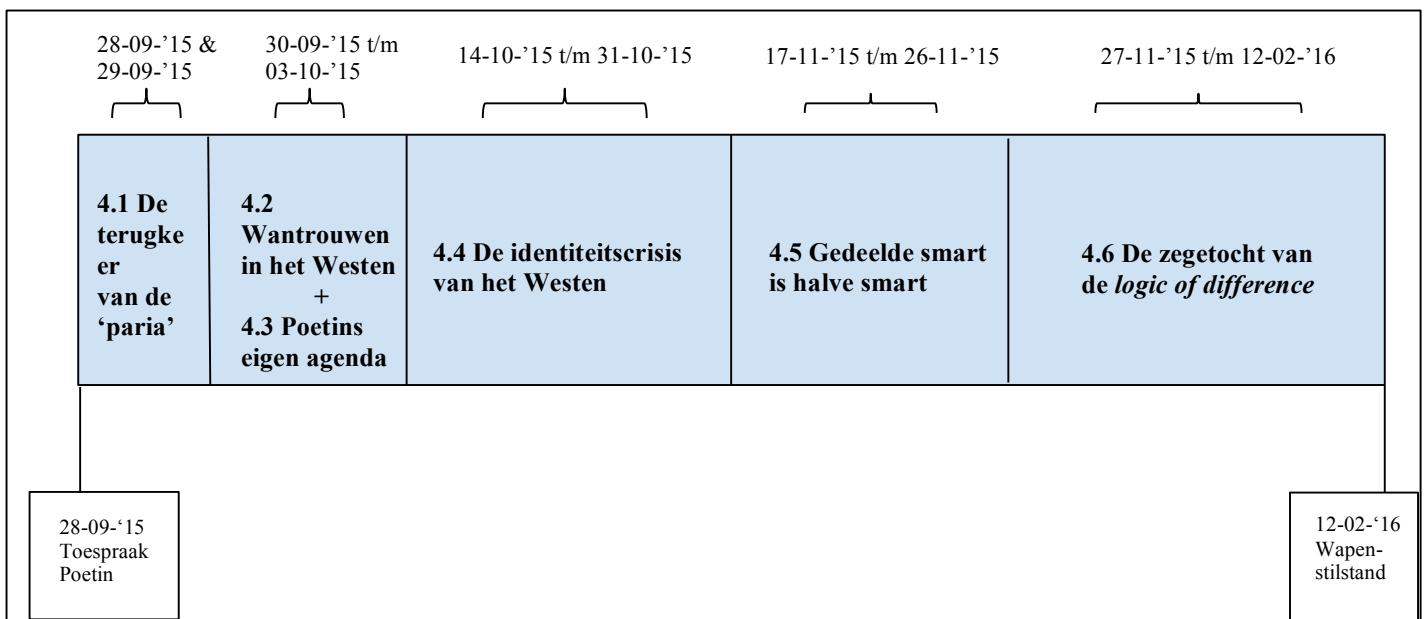 28-09-’15 &
29-09-’15
30-09-’15 t/m
03-10-’15
14-10-’15 t/m 31-10-’15
17-11-’15 t/m 26-11-’15
27-11-’15 t/m 12-02-’16
4.1 De
terugke
er
van de
‘paria’
4.2
Wantrouwen
in het Westen
+
4.3 Poetins
eigen agenda
4.4 De identiteitscrisis
van het Westen
4.5 Gedeelde smart
is halve smart
4.6 De zegetocht van
de logic of difference
28-09-‘15
Toespraak
Poetin
12-02-‘16
Wapen-
stilstand